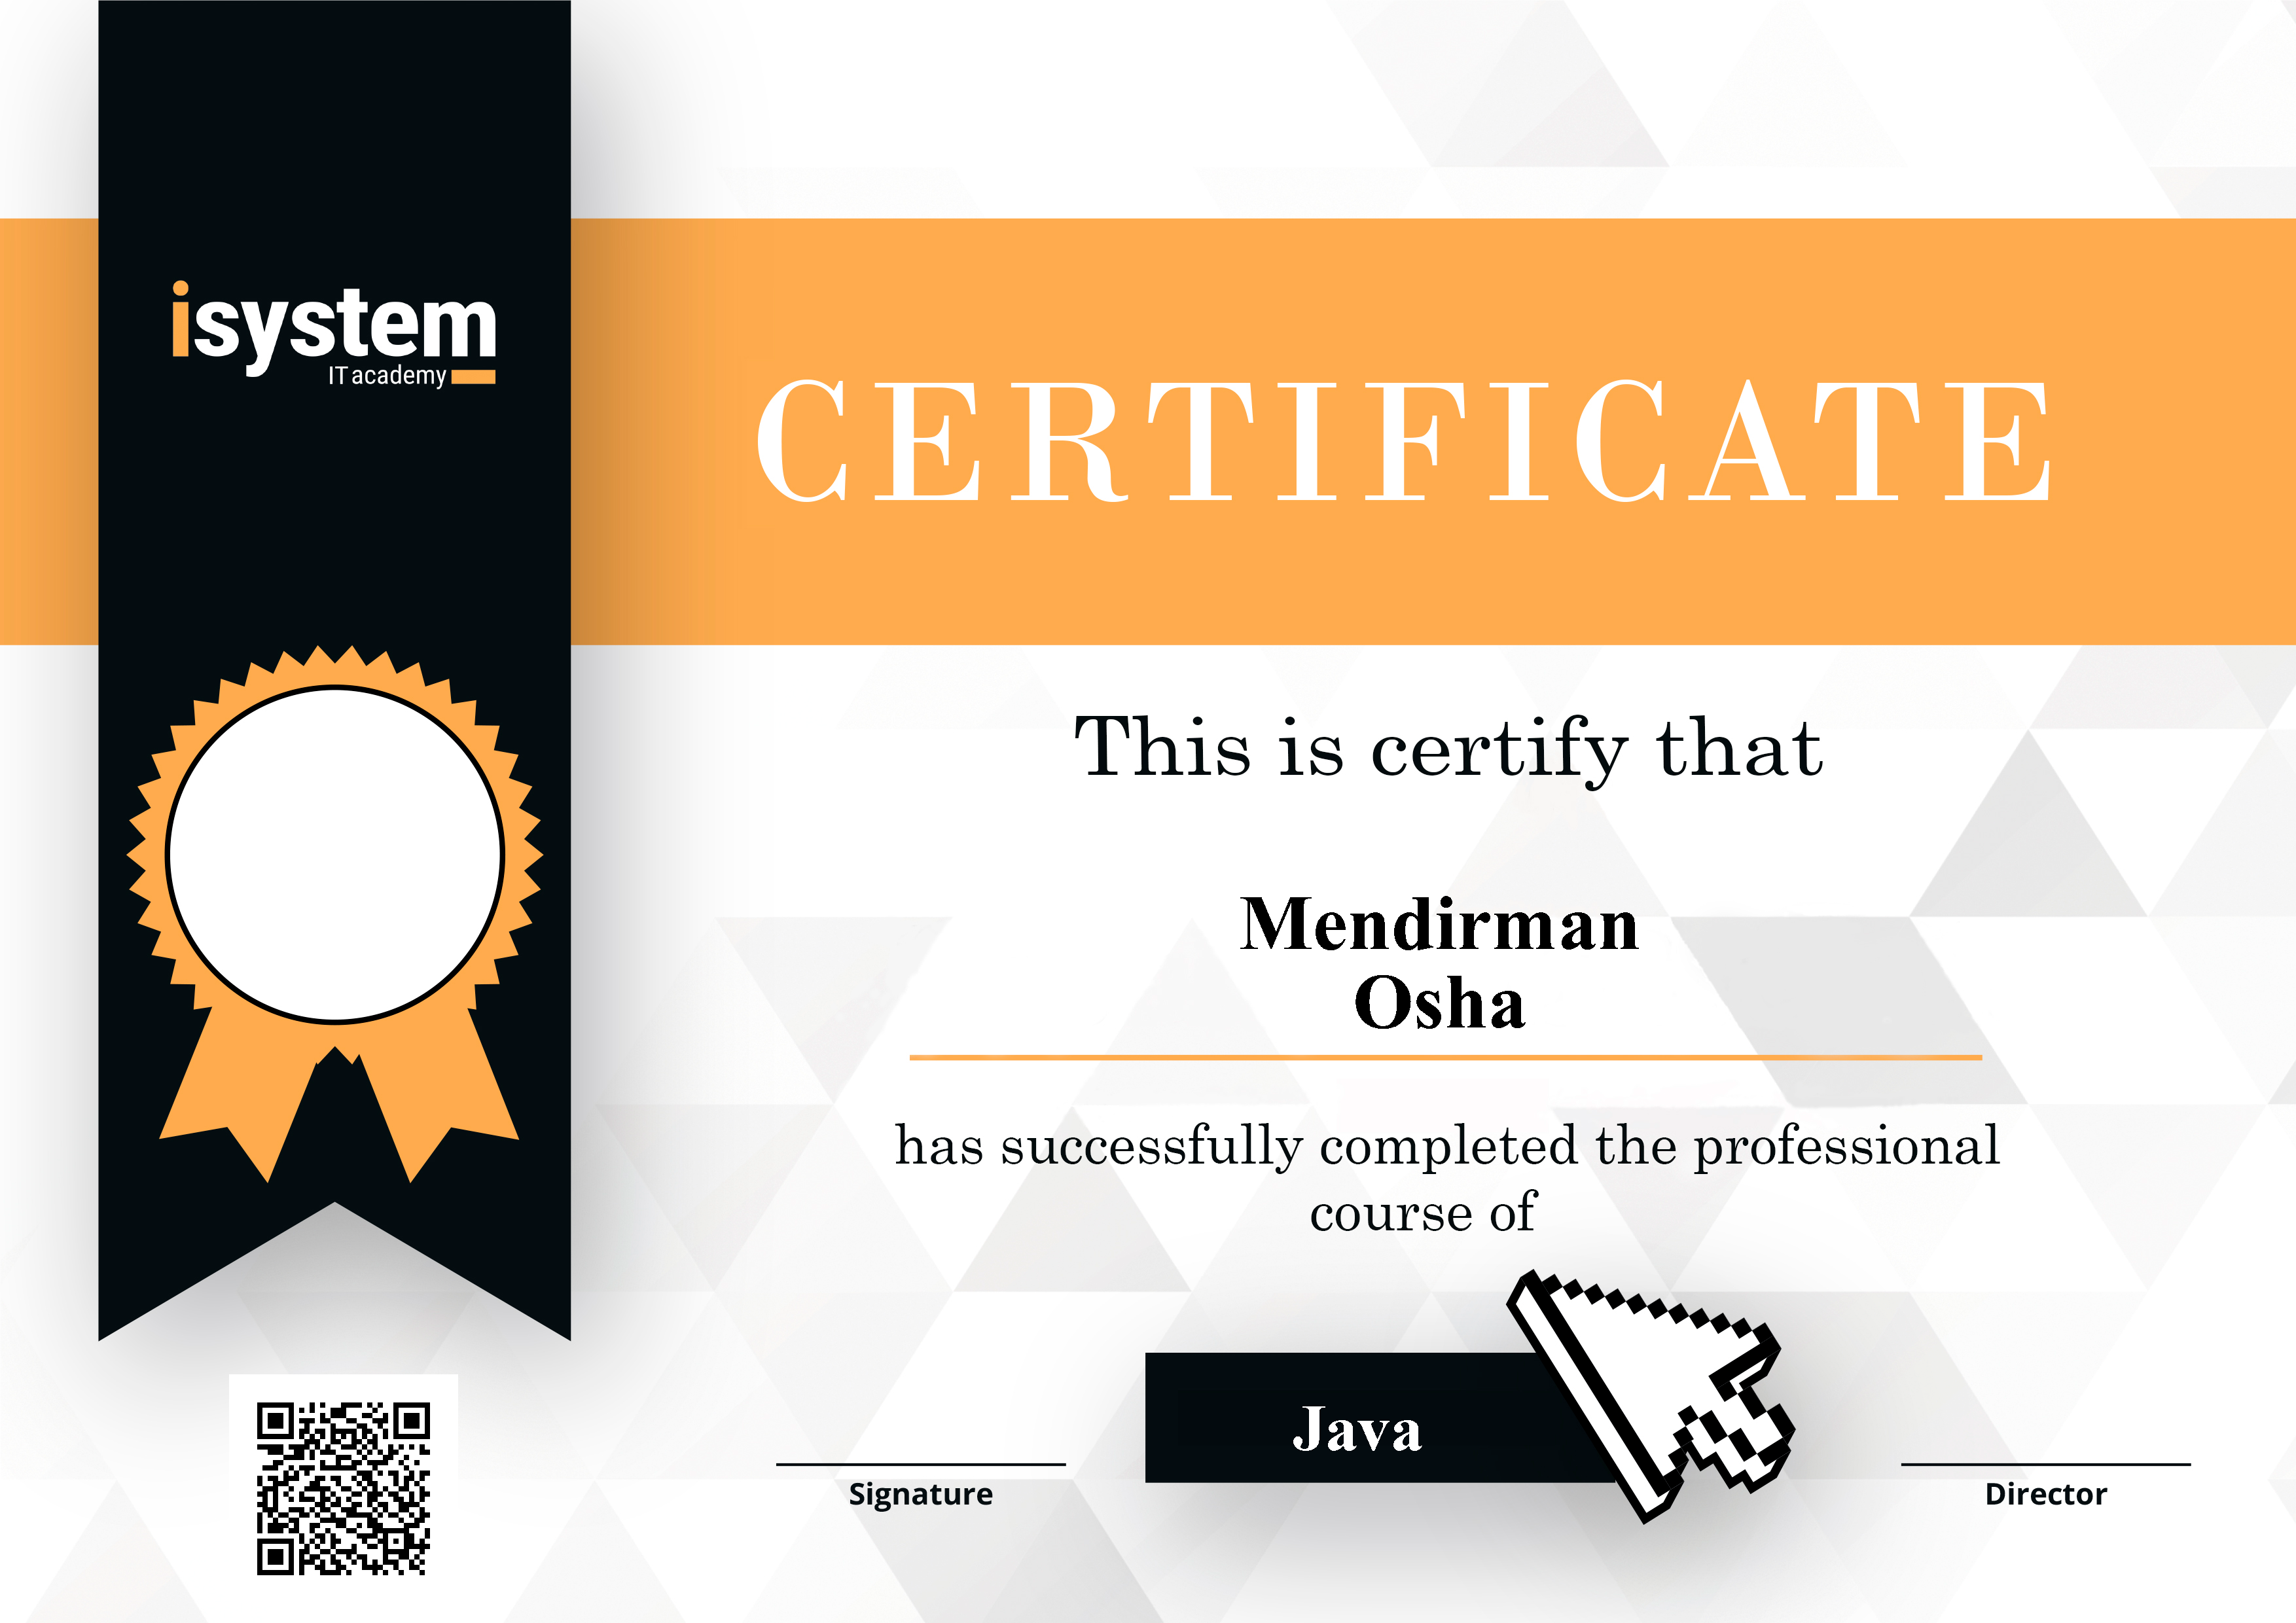 isystem
IT academy
CERTIFICATE
This is certify that
Mendirman
Osha
has successfully completed the professional
course of
Java
Signature
Director